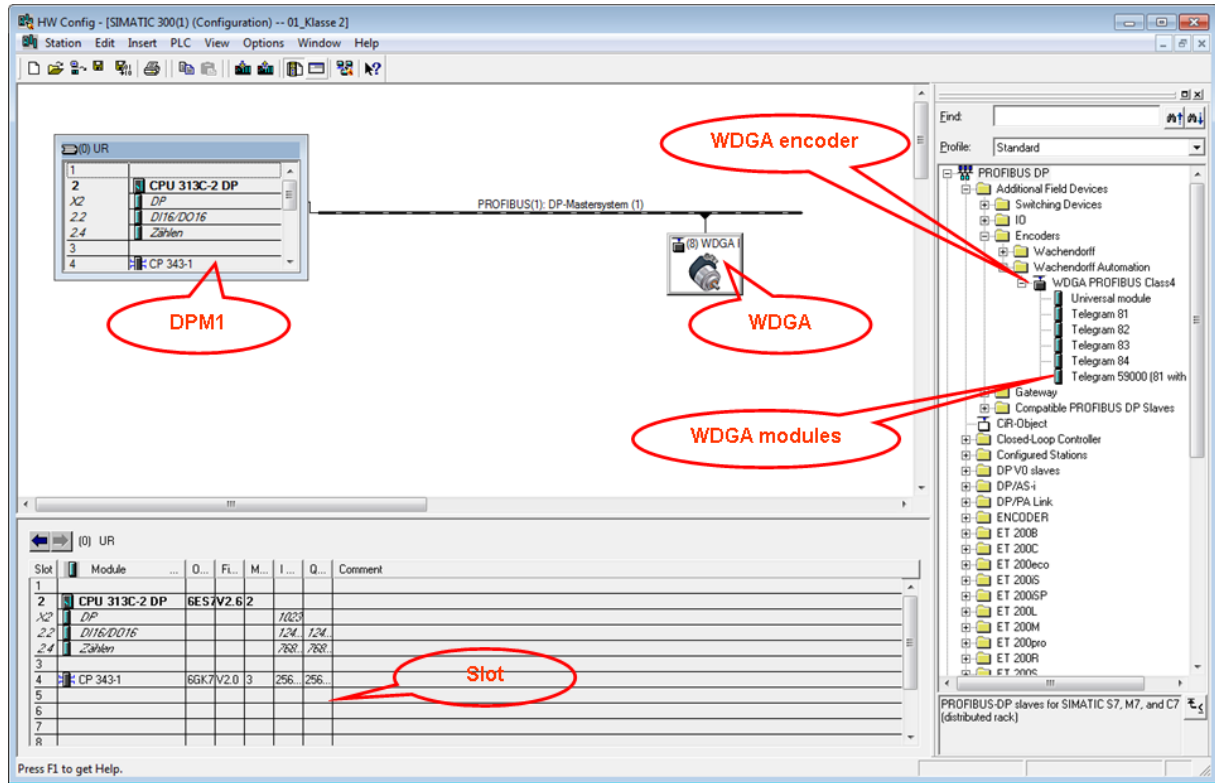 HW Config - [SIMATIC 300(1) (Configuration) -- 01_Klasse 2]
Station Edit Insert PLC View Options Window Help
(0) UR
1
2 CPU 313C-2 DP
X2 DP
2.2 DI16/DO16
2.4 Zählen
3
4 CP 343-1
DPM1
PROFIBUS(1): DP-Mastersystem (1)
(8) WDGA
WDGA
WDGA encoder
WDGA modules
Find:
Profile: Standard
PROFIBUS DP
Additional Field Devices
Switching Devices
IO
Encoders
Wachendorff
Wachendorff Automation
WDGA PROFIBUS Class4
Universal module
Telegram 81
Telegram 82
Telegram 83
Telegram 84
Telegram 59000 (81 with
Gateway
Compatible PROFIBUS DP Slaves
CiR-Object
Closed-Loop Controller
Configured Stations
DP V0 slaves
DP/AS-i
DP/PA Link
ENCODER
ET 200B
ET 200C
ET 200eco
ET 200iS
ET 200iSP
ET 200L
ET 200M
ET 200pro
ET 200R
ET 200S
PROFIBUS-DP slaves for SIMATIC S7, M7, and C7
(distributed rack)
(0) UR
Slot Module ... O... Fi... M... I ... Q... Comment
1
2 CPU 313C-2 DP 6ES7 V2.6 2
X2 DP 1023
2.2 DI16/DO16 124... 124...
2.4 Zählen 768... 768...
3
4 CP 343-1 6GK7 V2.0 3 256... 256...
5
6
7
8
Slot
Press F1 to get Help.